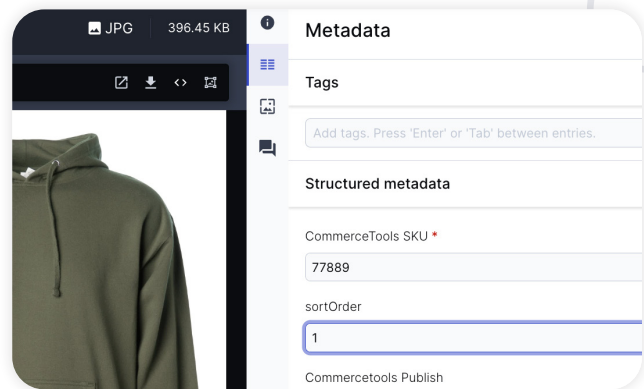 JPG 396.45 KB
Metadata
Tags
Add tags. Press 'Enter' or 'Tab' between entries.
Structured metadata
CommerceTools SKU *
77889
sortOrder
1
Commercetools Publish